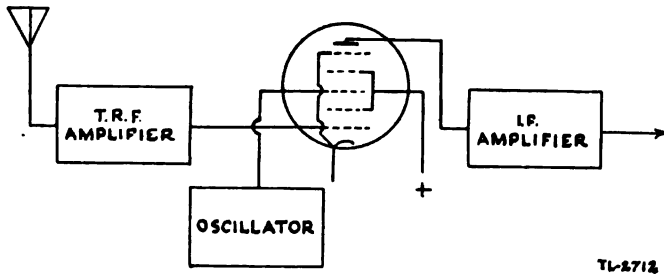 T.R.F.
AMPLIFIER
I.F.
AMPLIFIER
OSCILLATOR
+
TL-2712